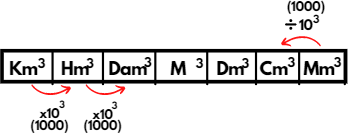 (1000)
÷10³
Km³ Hm³ Dam³ M ³ Dm³ Cm³ Mm³
x10³ x10³
(1000) (1000)